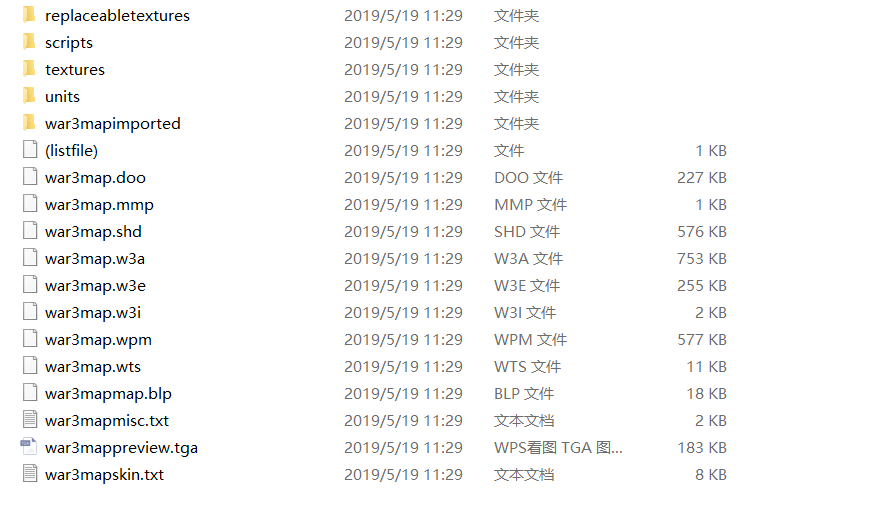 replaceabletextures 2019/5/19 11:29 文件夹
scripts 2019/5/19 11:29 文件夹
textures 2019/5/19 11:29 文件夹
units 2019/5/19 11:29 文件夹
war3mapimported 2019/5/19 11:29 文件夹
(listfile) 2019/5/19 11:29 文件 1 KB
war3map.doo 2019/5/19 11:29 DOO 文件 227 KB
war3map.mmp 2019/5/19 11:29 MMP 文件 1 KB
war3map.shd 2019/5/19 11:29 SHD 文件 576 KB
war3map.w3a 2019/5/19 11:29 W3A 文件 753 KB
war3map.w3e 2019/5/19 11:29 W3E 文件 255 KB
war3map.w3i 2019/5/19 11:29 W3I 文件 2 KB
war3map.wpm 2019/5/19 11:29 WPM 文件 577 KB
war3map.wts 2019/5/19 11:29 WTS 文件 11 KB
war3mapmap.blp 2019/5/19 11:29 BLP 文件 18 KB
war3mapmisc.txt 2019/5/19 11:29 文本文档 2 KB
war3mappreview.tga 2019/5/19 11:29 WPS看图 TGA 图... 183 KB
war3mapskin.txt 2019/5/19 11:29 文本文档 8 KB